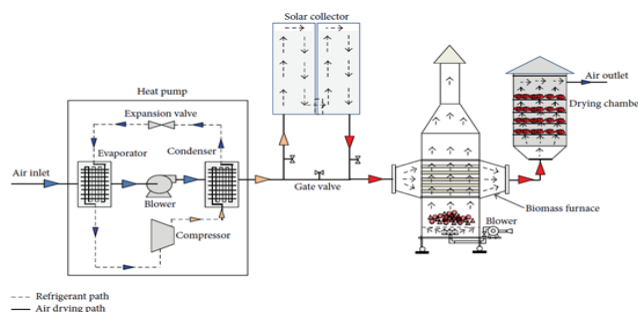 Solar collector
Air outlet
Drying chamber
Heat pump
Expansion valve
Evaporator
Condenser
Air inlet
Blower
Gate valve
Compressor
Biomass furnace
Blower
Refrigerant path
Air drying path